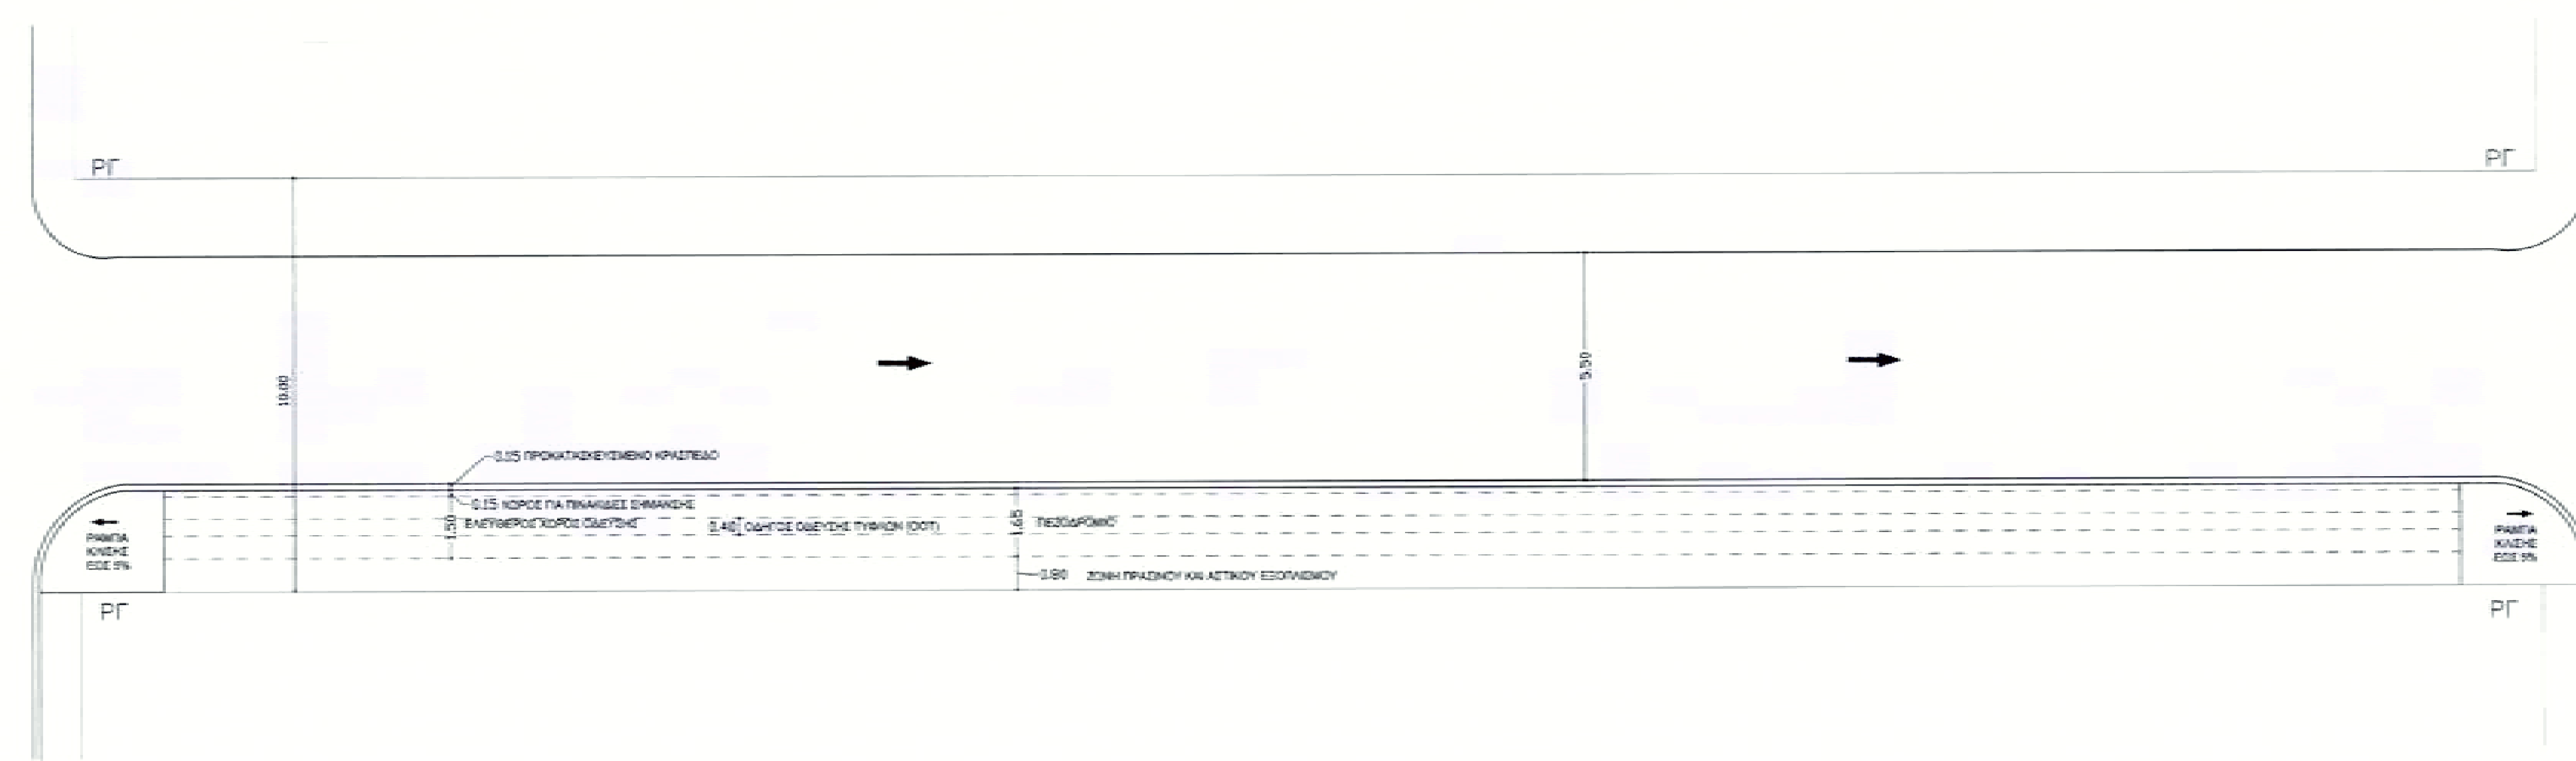 ΡΓ
ΡΓ
10.00
5.50
0.15 ΠΡΟΚΑΤΑΣΚΕΥΑΣΜΕΝΟ ΚΡΑΣΠΕΔΟ
0.15 ΧΩΡΟΣ ΓΙΑ ΠΙΝΑΚΙΔΕΣ ΣΗΜΑΝΣΗΣ
1.50
ΕΛΕΥΘΕΡΟΣ ΧΩΡΟΣ ΟΔΕΥΣΗΣ
0.40
ΟΔΗΓΟΣ ΟΔΕΥΣΗΣ ΤΥΦΛΩΝ (ΟΟΤ)
1.65
ΠΕΖΟΔΡΟΜΙΟ
ΡΑΜΠΑ
ΚΛΙΣΗΣ
ΕΩΣ 5%
ΡΑΜΠΑ
ΚΛΙΣΗΣ
ΕΩΣ 5%
0.80 ΖΩΝΗ ΠΡΑΣΙΝΟΥ ΚΑΙ ΑΣΤΙΚΟΥ ΕΞΟΠΛΙΣΜΟΥ
ΡΓ
ΡΓ